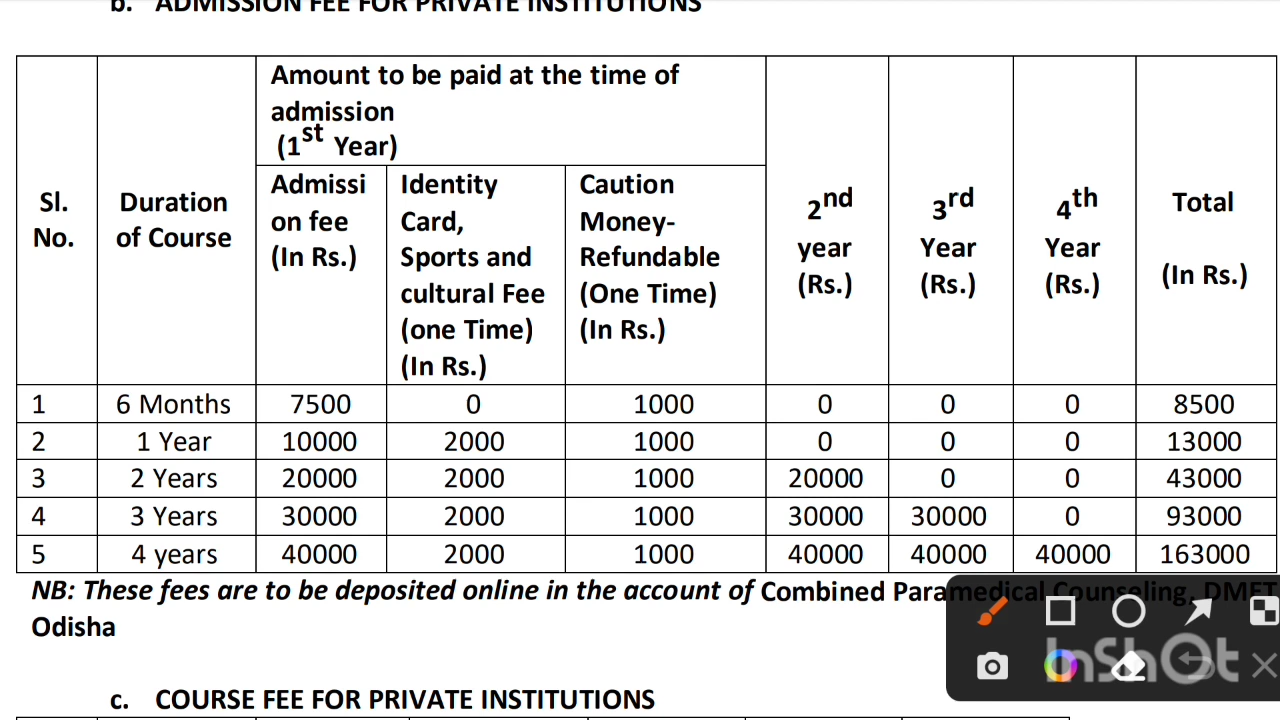 b. ADMISSION FEE FOR PRIVATE INSTITUTIONS
Sl. No. | Duration of Course | Amount to be paid at the time of admission (1st Year) | 2nd year (Rs.) | 3rd Year (Rs.) | 4th Year (Rs.) | Total (In Rs.)
Admissi on fee (In Rs.) | Identity Card, Sports and cultural Fee (one Time) (In Rs.) | Caution Money- Refundable (One Time) (In Rs.)
1 | 6 Months | 7500 | 0 | 1000 | 0 | 0 | 0 | 8500
2 | 1 Year | 10000 | 2000 | 1000 | 0 | 0 | 0 | 13000
3 | 2 Years | 20000 | 2000 | 1000 | 20000 | 0 | 0 | 43000
4 | 3 Years | 30000 | 2000 | 1000 | 30000 | 30000 | 0 | 93000
5 | 4 years | 40000 | 2000 | 1000 | 40000 | 40000 | 40000 | 163000
NB: These fees are to be deposited online in the account of Combined Paramedical Counseling, DMET
Odisha
InShOt
c. COURSE FEE FOR PRIVATE INSTITUTIONS